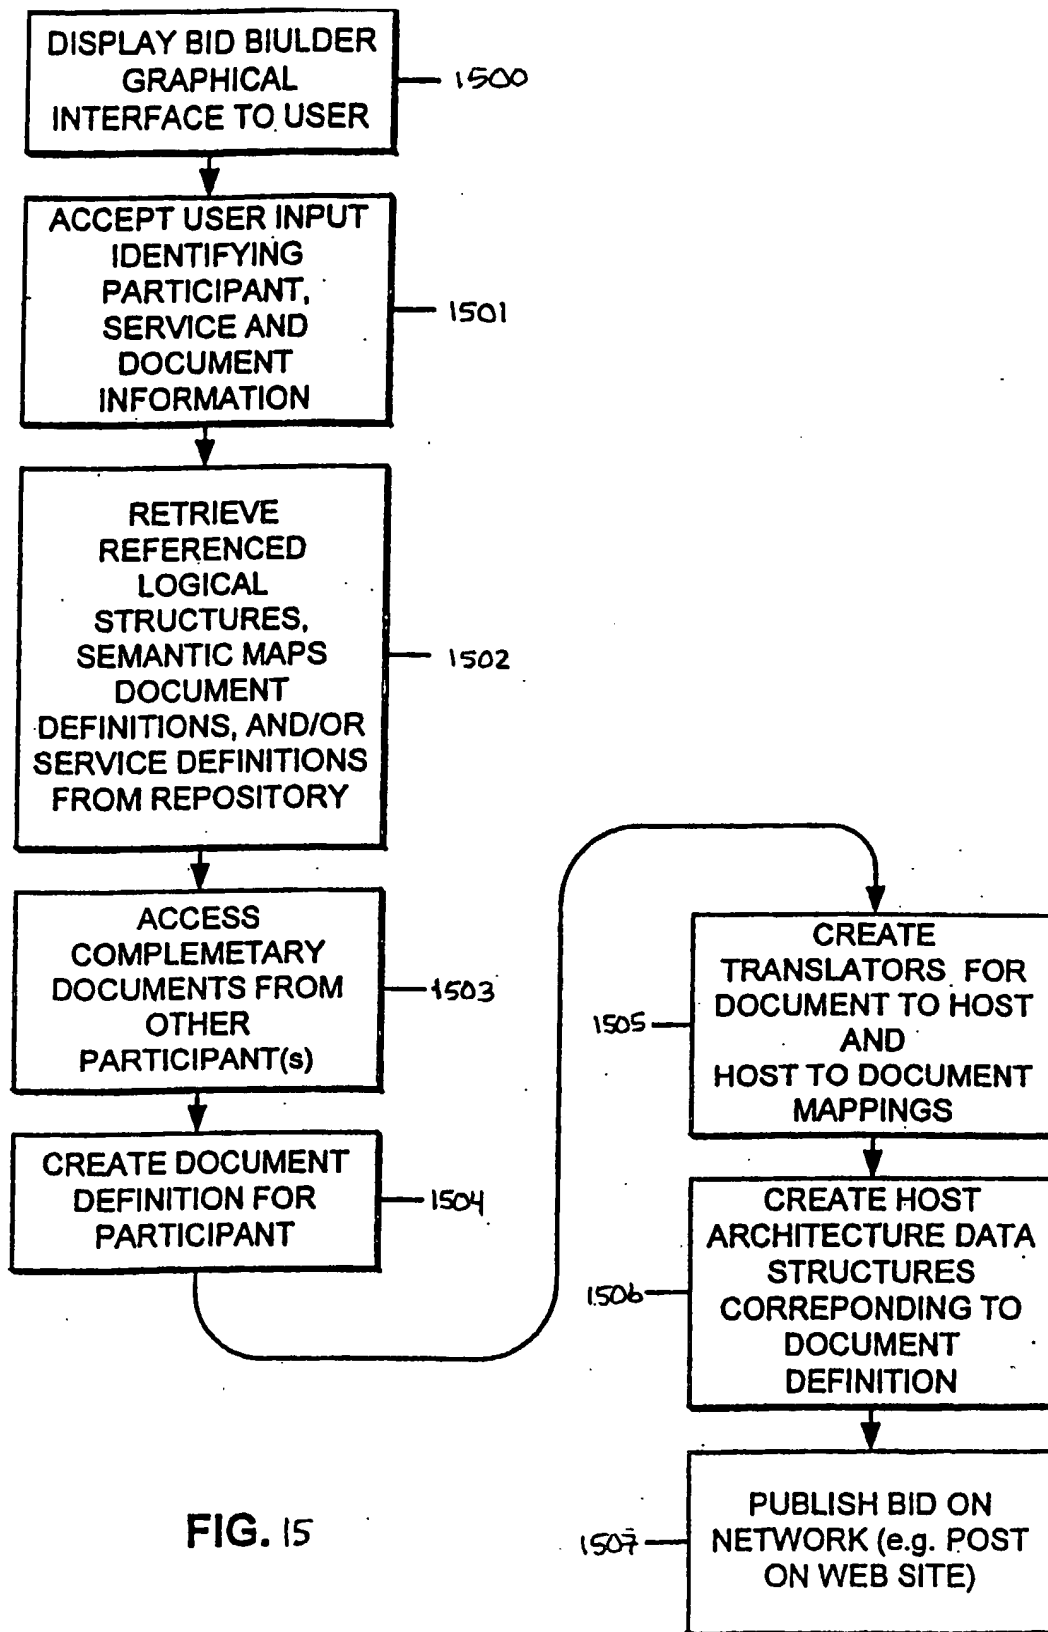 DISPLAY BID BIULDER
GRAPHICAL
INTERFACE TO USER
1500
ACCEPT USER INPUT
IDENTIFYING
PARTICIPANT,
SERVICE AND
DOCUMENT
INFORMATION
1501
RETRIEVE
REFERENCED
LOGICAL
STRUCTURES,
SEMANTIC MAPS
DOCUMENT
DEFINITIONS, AND/OR
SERVICE DEFINITIONS
FROM REPOSITORY
1502
ACCESS
COMPLEMETARY
DOCUMENTS FROM
OTHER
PARTICIPANT(s)
1503
CREATE DOCUMENT
DEFINITION FOR
PARTICIPANT
1504
CREATE
TRANSLATORS FOR
DOCUMENT TO HOST
AND
HOST TO DOCUMENT
MAPPINGS
1505
CREATE HOST
ARCHITECTURE DATA
STRUCTURES
CORREPONDING TO
DOCUMENT
DEFINITION
1506
PUBLISH BID ON
NETWORK (e.g. POST
ON WEB SITE)
1507
FIG. 15